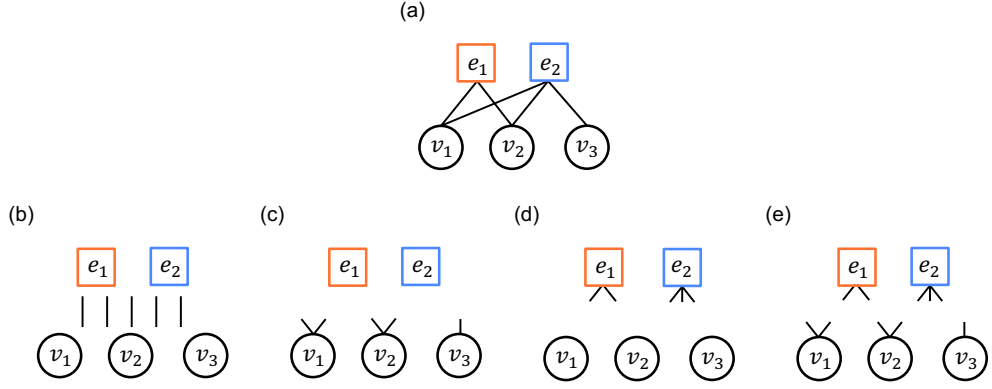 (a)
e₁ e₂
v₁ v₂ v₃
(b) (c) (d) (e)
e₁ e₂ e₁ e₂ e₁ e₂ e₁ e₂
v₁ v₂ v₃ v₁ v₂ v₃ v₁ v₂ v₃ v₁ v₂ v₃